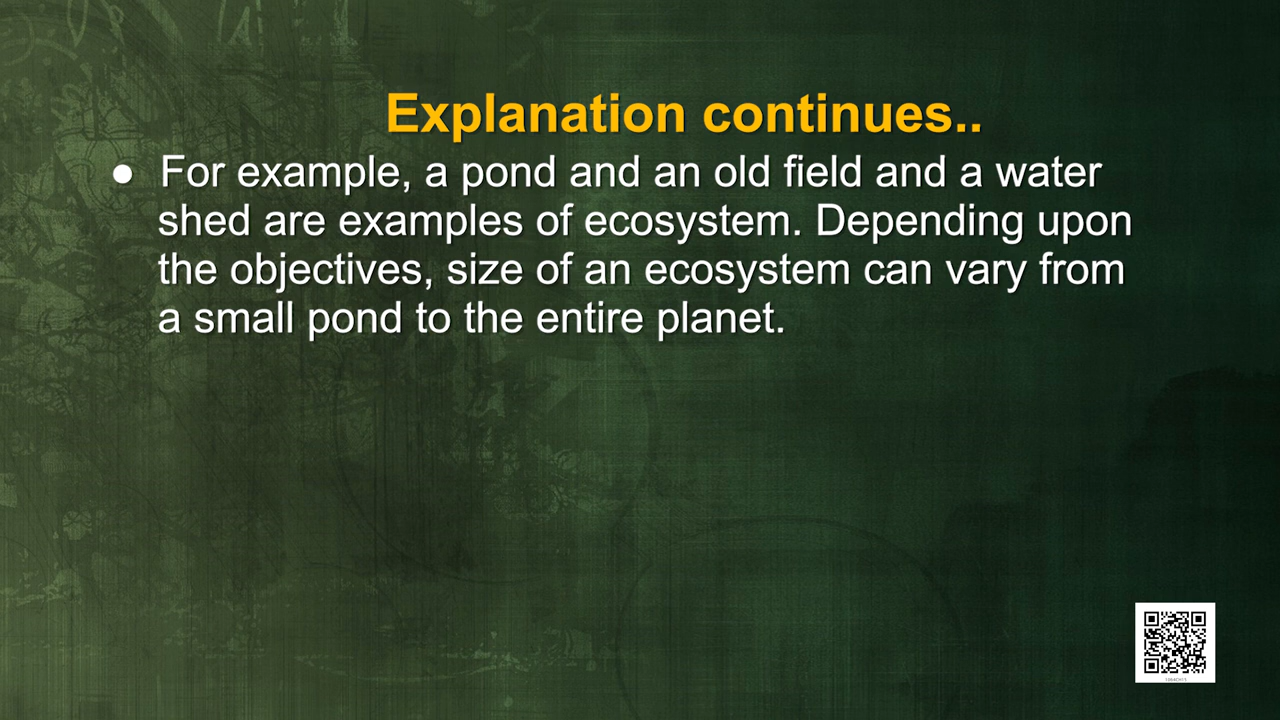 Explanation continues..
● For example, a pond and an old field and a water
shed are examples of ecosystem. Depending upon
the objectives, size of an ecosystem can vary from
a small pond to the entire planet.